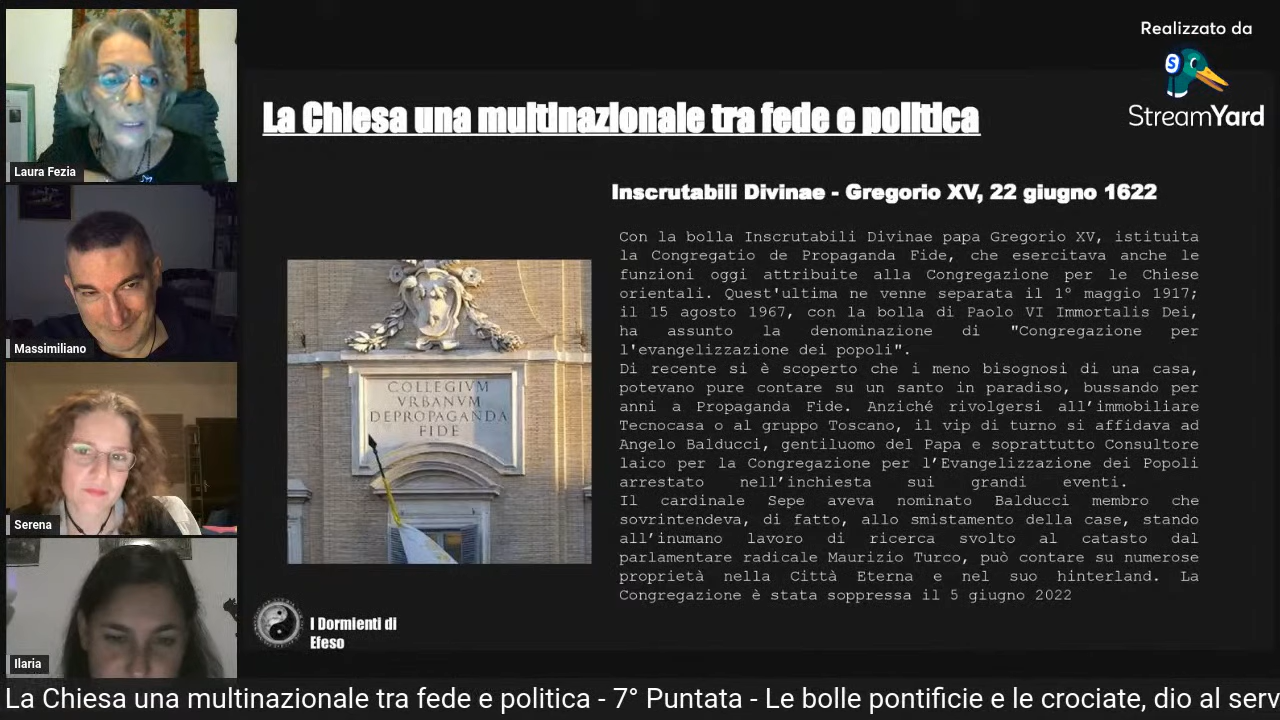 Realizzato da
StreamYard
La Chiesa una multinazionale tra fede e politica
Inscrutabili Divinae - Gregorio XV, 22 giugno 1622
Con la bolla Inscrutabili Divinae papa Gregorio XV, istituita
la Congregatio de Propaganda Fide, che esercitava anche le
funzioni oggi attribuite alla Congregazione per le Chiese
orientali. Quest'ultima ne venne separata il 1º maggio 1917;
il 15 agosto 1967, con la bolla di Paolo VI Immortalis Dei,
ha assunto la denominazione di "Congregazione per
l'evangelizzazione dei popoli".
Di recente si è scoperto che i meno bisognosi di una casa,
potevano pure contare su un santo in paradiso, bussando per
anni a Propaganda Fide. Anziché rivolgersi all’immobiliare
Tecnocasa o al gruppo Toscano, il vip di turno si affidava ad
Angelo Balducci, gentiluomo del Papa e soprattutto Consultore
laico per la Congregazione per l’Evangelizzazione dei Popoli
arrestato nell’inchiesta sui grandi eventi.
Il cardinale Sepe aveva nominato Balducci membro che
sovrintendeva, di fatto, allo smistamento della case, stando
all’inumano lavoro di ricerca svolto al catasto dal
parlamentare radicale Maurizio Turco, può contare su numerose
proprietà nella Città Eterna e nel suo hinterland. La
Congregazione è stata soppressa il 5 giugno 2022
COLLEGIVM
VRBANVM
DEPROPAGANDA
FIDE
I Dormienti di
Efeso
Laura Fezia
Massimiliano
Serena
Ilaria
La Chiesa una multinazionale tra fede e politica - 7° Puntata - Le bolle pontificie e le crociate, dio al serv